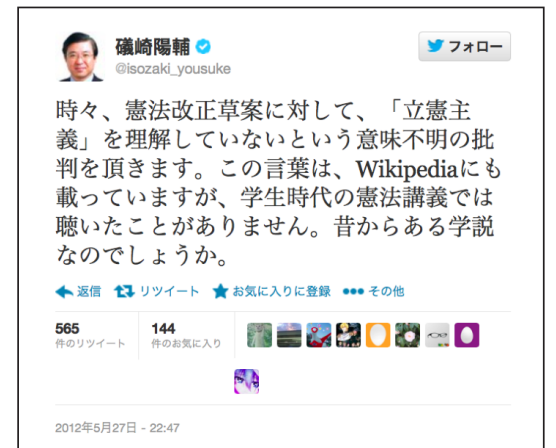 礒崎陽輔
フォロー
@isozaki_yousuke
時々、憲法改正草案に対して、「立憲主
義」を理解していないという意味不明の批
判を頂きます。この言葉は、Wikipediaにも
載っていますが、学生時代の憲法講義では
聴いたことがありません。昔からある学説
なのでしょうか。
返信 リツイート お気に入りに登録 その他
565 144
件のリツイート 件のお気に入り
2012年5月27日 - 22:47